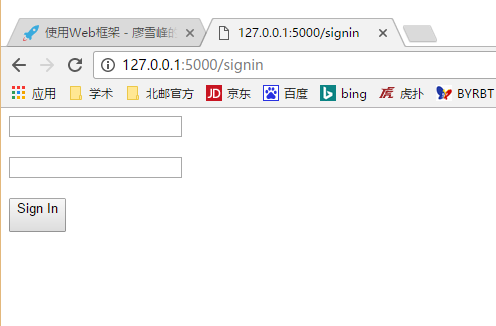 使用Web框架 - 廖雪峰的
127.0.0.1:5000/signin
127.0.0.1:5000/signin
应用 学术 北邮官方 JD 京东 百度 bing 虎 虎扑 BYRBT
Sign In